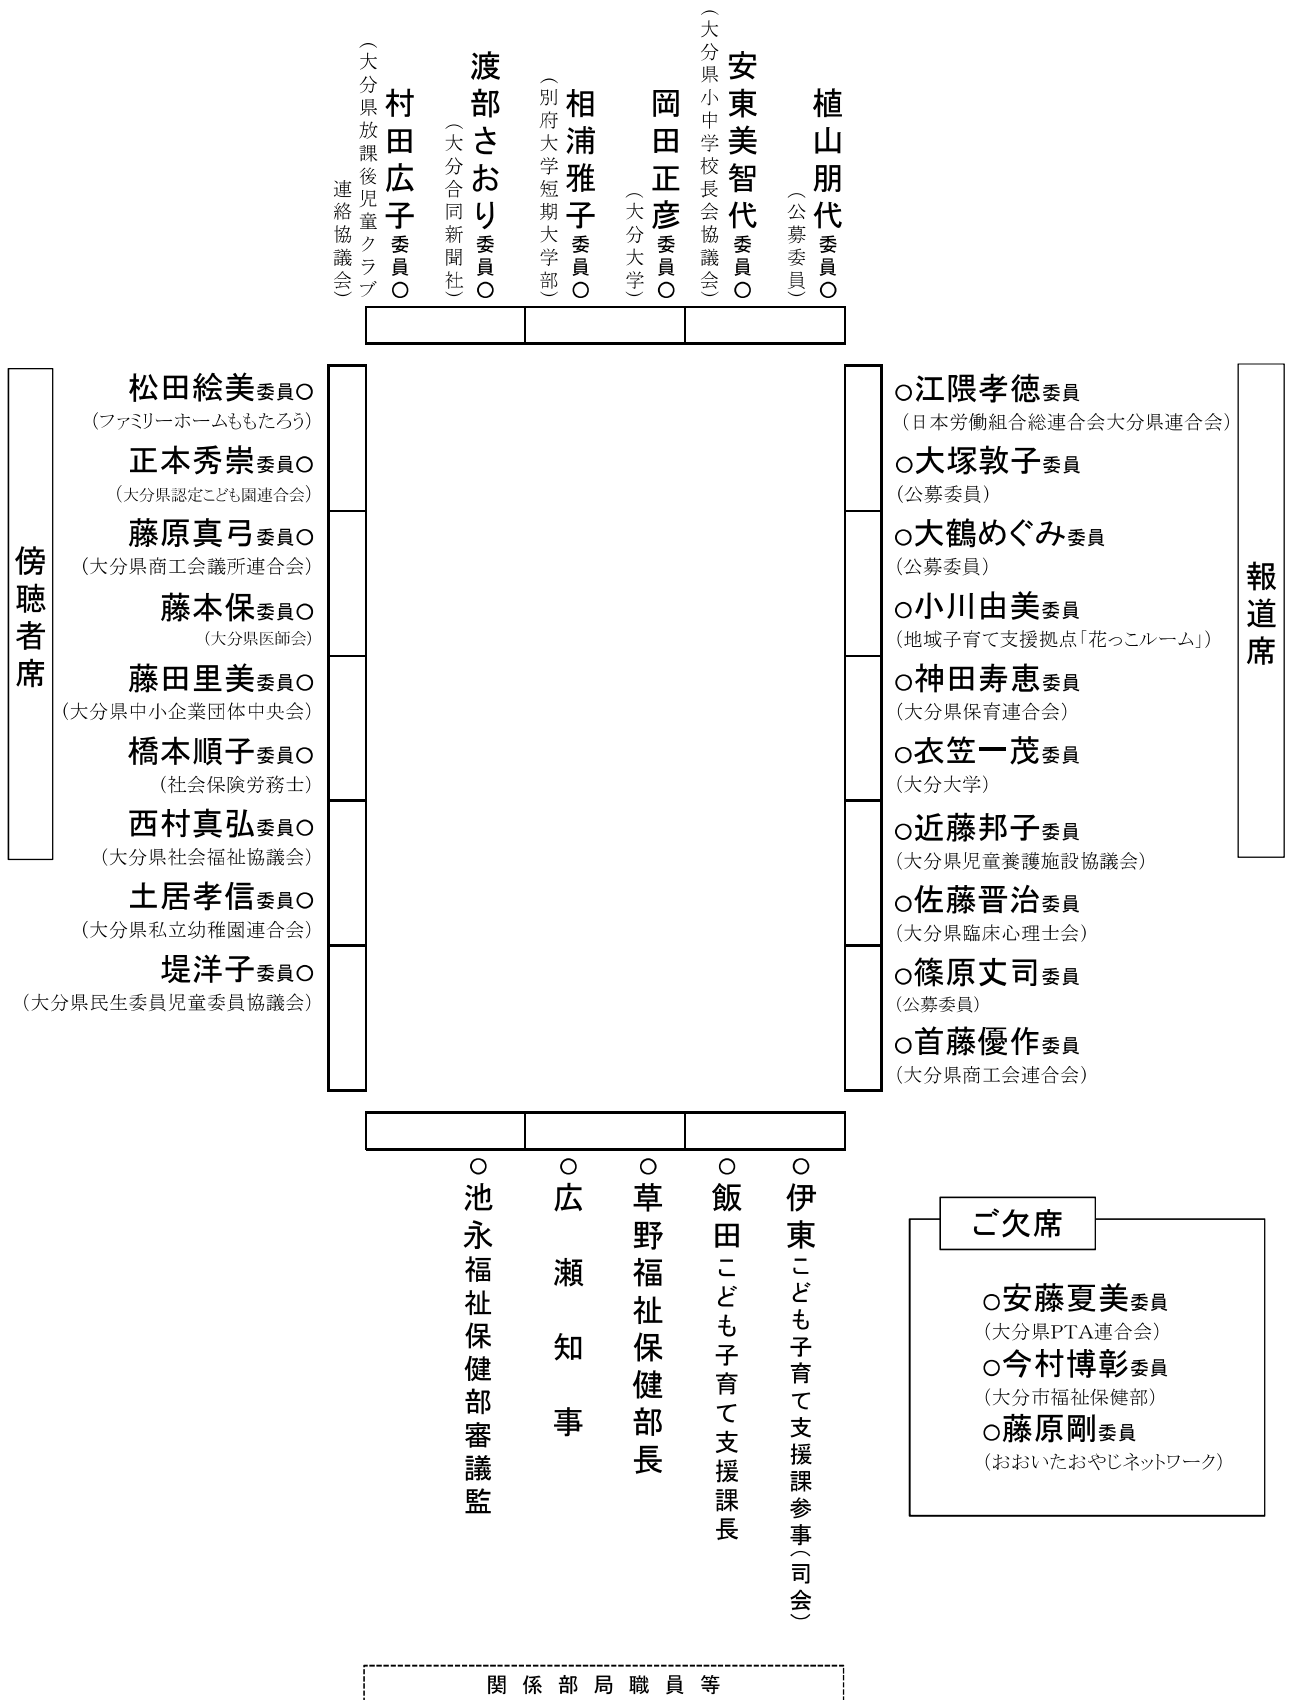 植山朋代委員○
(公募委員)
安東美智代委員○
(大分県小中学校長会協議会)
岡田正彦委員○
(大分大学)
相浦雅子委員○
(別府大学短期大学部)
渡部さおり委員○
(大分合同新聞社)
村田広子委員○
(大分県放課後児童クラブ
連絡協議会)
傍聴者席
松田絵美委員○
(ファミリーホームももたろう)
正本秀崇委員○
(大分県認定こども園連合会)
藤原真弓委員○
(大分県商工会議所連合会)
藤本保委員○
(大分県医師会)
藤田里美委員○
(大分県中小企業団体中央会)
橋本順子委員○
(社会保険労務士)
西村真弘委員○
(大分県社会福祉協議会)
土居孝信委員○
(大分県私立幼稚園連合会)
堤洋子委員○
(大分県民生委員児童委員協議会)
○江隈孝徳委員
(日本労働組合総連合会大分県連合会)
○大塚敦子委員
(公募委員)
○大鶴めぐみ委員
(公募委員)
○小川由美委員
(地域子育て支援拠点「花っこルーム」)
○神田寿恵委員
(大分県保育連合会)
○衣笠一茂委員
(大分大学)
○近藤邦子委員
(大分県児童養護施設協議会)
○佐藤晋治委員
(大分県臨床心理士会)
○篠原丈司委員
(公募委員)
○首藤優作委員
(大分県商工会連合会)
報道席
○伊東こども子育て支援課参事(司会)
○飯田こども子育て支援課長
○草野福祉保健部長
○広瀬知事
○池永福祉保健部審議監
ご欠席
○安藤夏美委員
(大分県PTA連合会)
○今村博彰委員
(大分市福祉保健部)
○藤原剛委員
(おおいたおやじネットワーク)
関係部局職員等